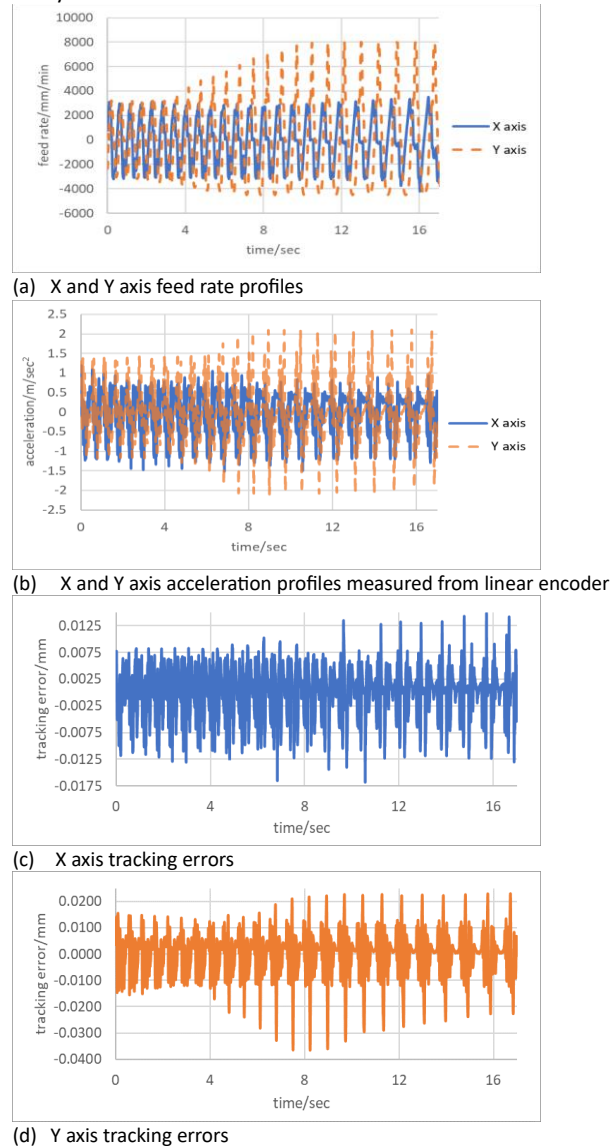 10000
8000
6000
4000
2000
0
-2000
-4000
-6000
feed rate/mm/min
0 4 8 12 16
time/sec
X axis
Y axis
(a) X and Y axis feed rate profiles
2.5
2
1.5
1
0.5
0
-0.5
-1
-1.5
-2
-2.5
acceleration/m/sec²
0 4 8 12 16
time/sec
X axis
Y axis
(b) X and Y axis acceleration profiles measured from linear encoder
0.0125
0.0075
0.0025
-0.0025
-0.0075
-0.0125
-0.0175
tracking error/mm
0 4 8 12 16
time/sec
(c) X axis tracking errors
0.0200
0.0100
0.0000
-0.0100
-0.0200
-0.0300
-0.0400
tracking error/mm
0 4 8 12 16
time/sec
(d) Y axis tracking errors